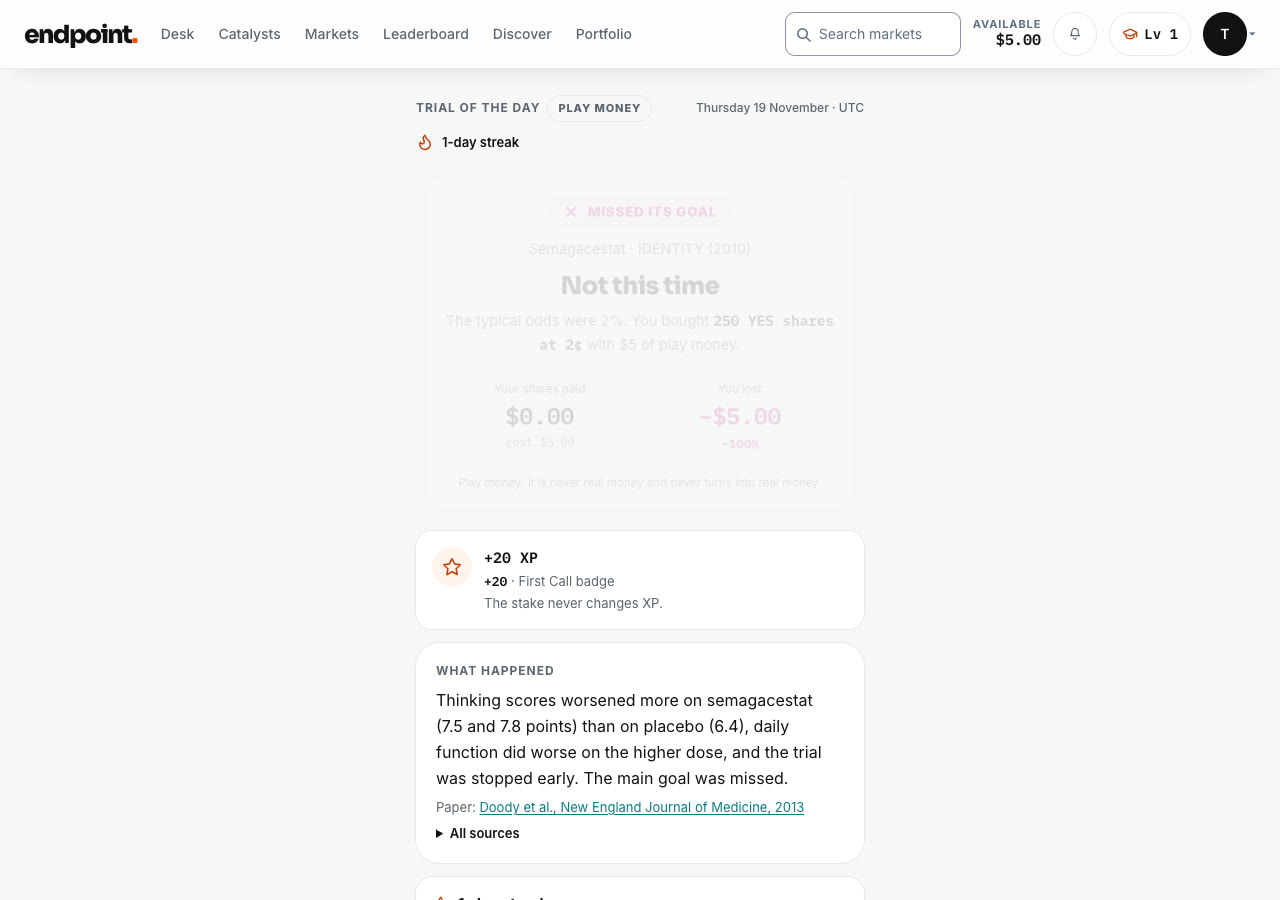 endpoint.
Desk
Catalysts
Markets
Leaderboard
Discover
Portfolio
Search markets
AVAILABLE
$5.00
Lv 1
T
TRIAL OF THE DAY
PLAY MONEY
Thursday 19 November · UTC
1-day streak
MISSED ITS GOAL
Semagacestat · IDENTITY (2010)
Not this time
The typical odds were 2%. You bought 250 YES shares
at 2¢ with $5 of play money.
Your shares paid
$0.00
cost $5.00
You lost
−$5.00
−100%
Play money: it is never real money and never turns into real money.
+20 XP
+20 · First Call badge
The stake never changes XP.
WHAT HAPPENED
Thinking scores worsened more on semagacestat
(7.5 and 7.8 points) than on placebo (6.4), daily
function did worse on the higher dose, and the trial
was stopped early. The main goal was missed.
Paper: Doody et al., New England Journal of Medicine, 2013
All sources